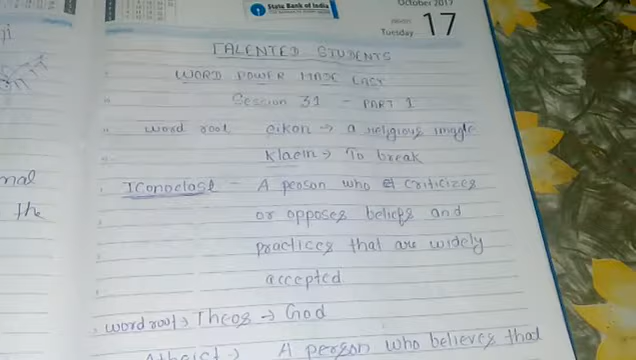 State Bank of India
October 2017
17
Tuesday
TALENTED STUDENTS
WORD POWER MADE EASY
Session 31 - PART 1
word root eikon → a religious image
klaein → To break
Iconoclast - A person who criticizes
or opposes beliefs and
practices that are widely
accepted
word root → Theos → God
Atheist → A person who believes that
nal
the